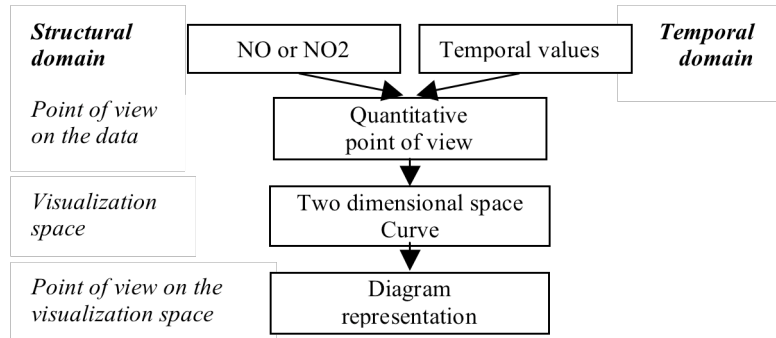 Structural
domain
NO or NO2
Temporal values
Temporal
domain
Point of view
on the data
Quantitative
point of view
Visualization
space
Two dimensional space
Curve
Point of view on the
visualization space
Diagram
representation